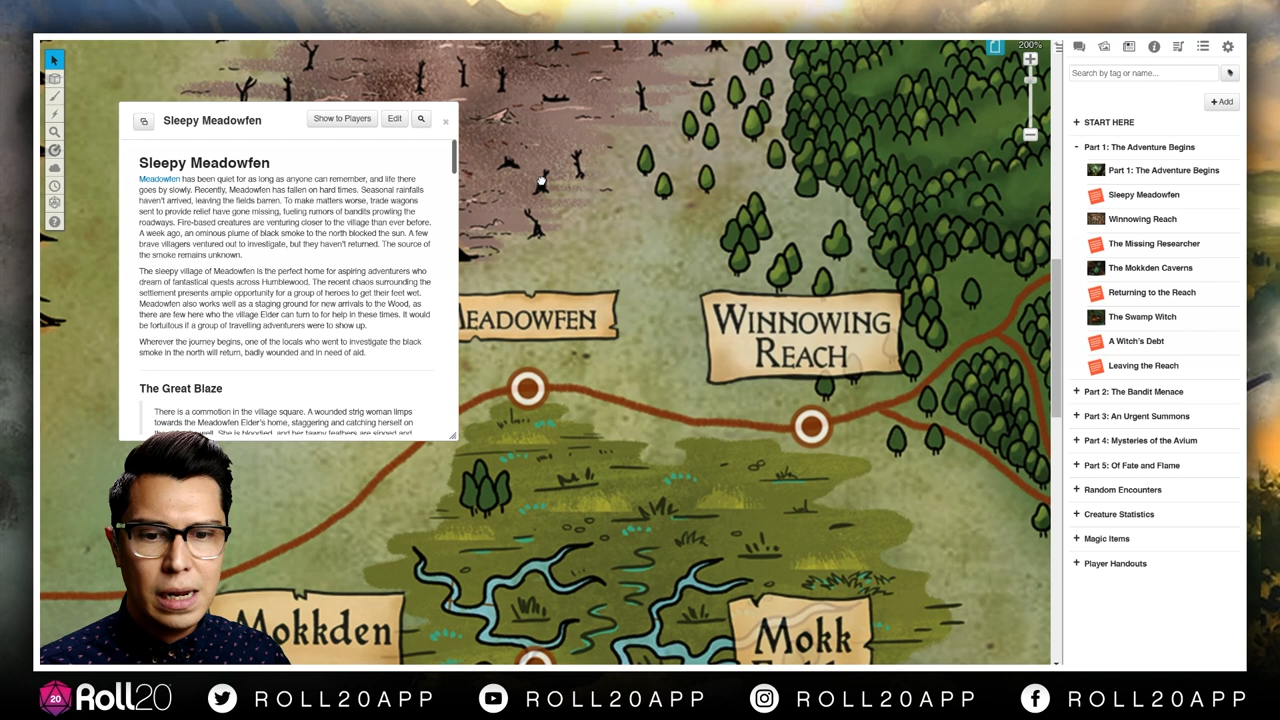 200%
Search by tag or name...
+ Add
Sleepy Meadowfen
Show to Players
Edit
Sleepy Meadowfen
Meadowfen has been quiet for as long as anyone can remember, and life there
goes by slowly. Recently, Meadowfen has fallen on hard times. Seasonal rainfalls
haven't arrived, leaving the fields barren. To make matters worse, trade wagons
sent to provide relief have gone missing, fueling rumors of bandits prowling the
roadways. Fire-based creatures are venturing closer to the village than ever before.
A week ago, an ominous plume of black smoke to the north blocked the sun. A few
brave villagers ventured out to investigate, but they haven't returned. The source of
the smoke remains unknown.
The sleepy village of Meadowfen is the perfect home for aspiring adventurers who
dream of fantastical quests across Humblewood. The recent chaos surrounding the
settlement presents ample opportunity for a group of heroes to get their feet wet.
Meadowfen also works well as a staging ground for new arrivals to the Wood, as
there are few here who the village Elder can turn to for help in these times. It would
be fortuitous if a group of travelling adventurers were to show up.
Wherever the journey begins, one of the locals who went to investigate the black
smoke in the north will return, badly wounded and in need of aid.
The Great Blaze
There is a commotion in the village square. A wounded strig woman limps
towards the Meadowfen Elder's home, staggering and catching herself on
EADOWFEN
WINNOWING
REACH
Mokkden
Mokk
+ START HERE
- Part 1: The Adventure Begins
Part 1: The Adventure Begins
Sleepy Meadowfen
Winnowing Reach
The Missing Researcher
The Mokkden Caverns
Returning to the Reach
The Swamp Witch
A Witch's Debt
Leaving the Reach
+ Part 2: The Bandit Menace
+ Part 3: An Urgent Summons
+ Part 4: Mysteries of the Avium
+ Part 5: Of Fate and Flame
+ Random Encounters
+ Creature Statistics
+ Magic Items
+ Player Handouts
20 Roll20
ROLL20APP
ROLL20APP
ROLL20APP
ROLL20APP